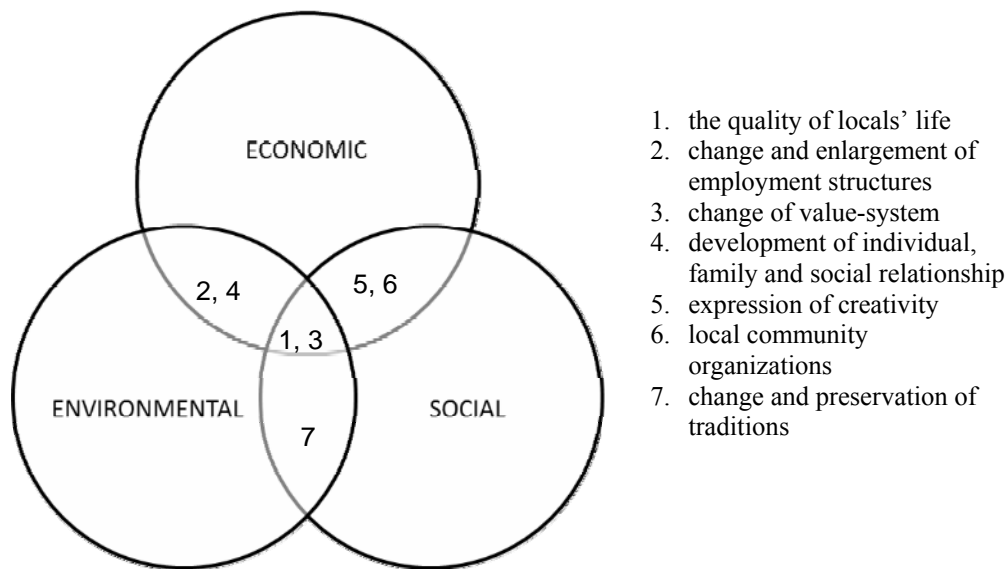 ECONOMIC
2, 4
5, 6
1, 3
ENVIRONMENTAL
SOCIAL
7
1. the quality of locals’ life
2. change and enlargement of
employment structures
3. change of value-system
4. development of individual,
family and social relationship
5. expression of creativity
6. local community
organizations
7. change and preservation of
traditions